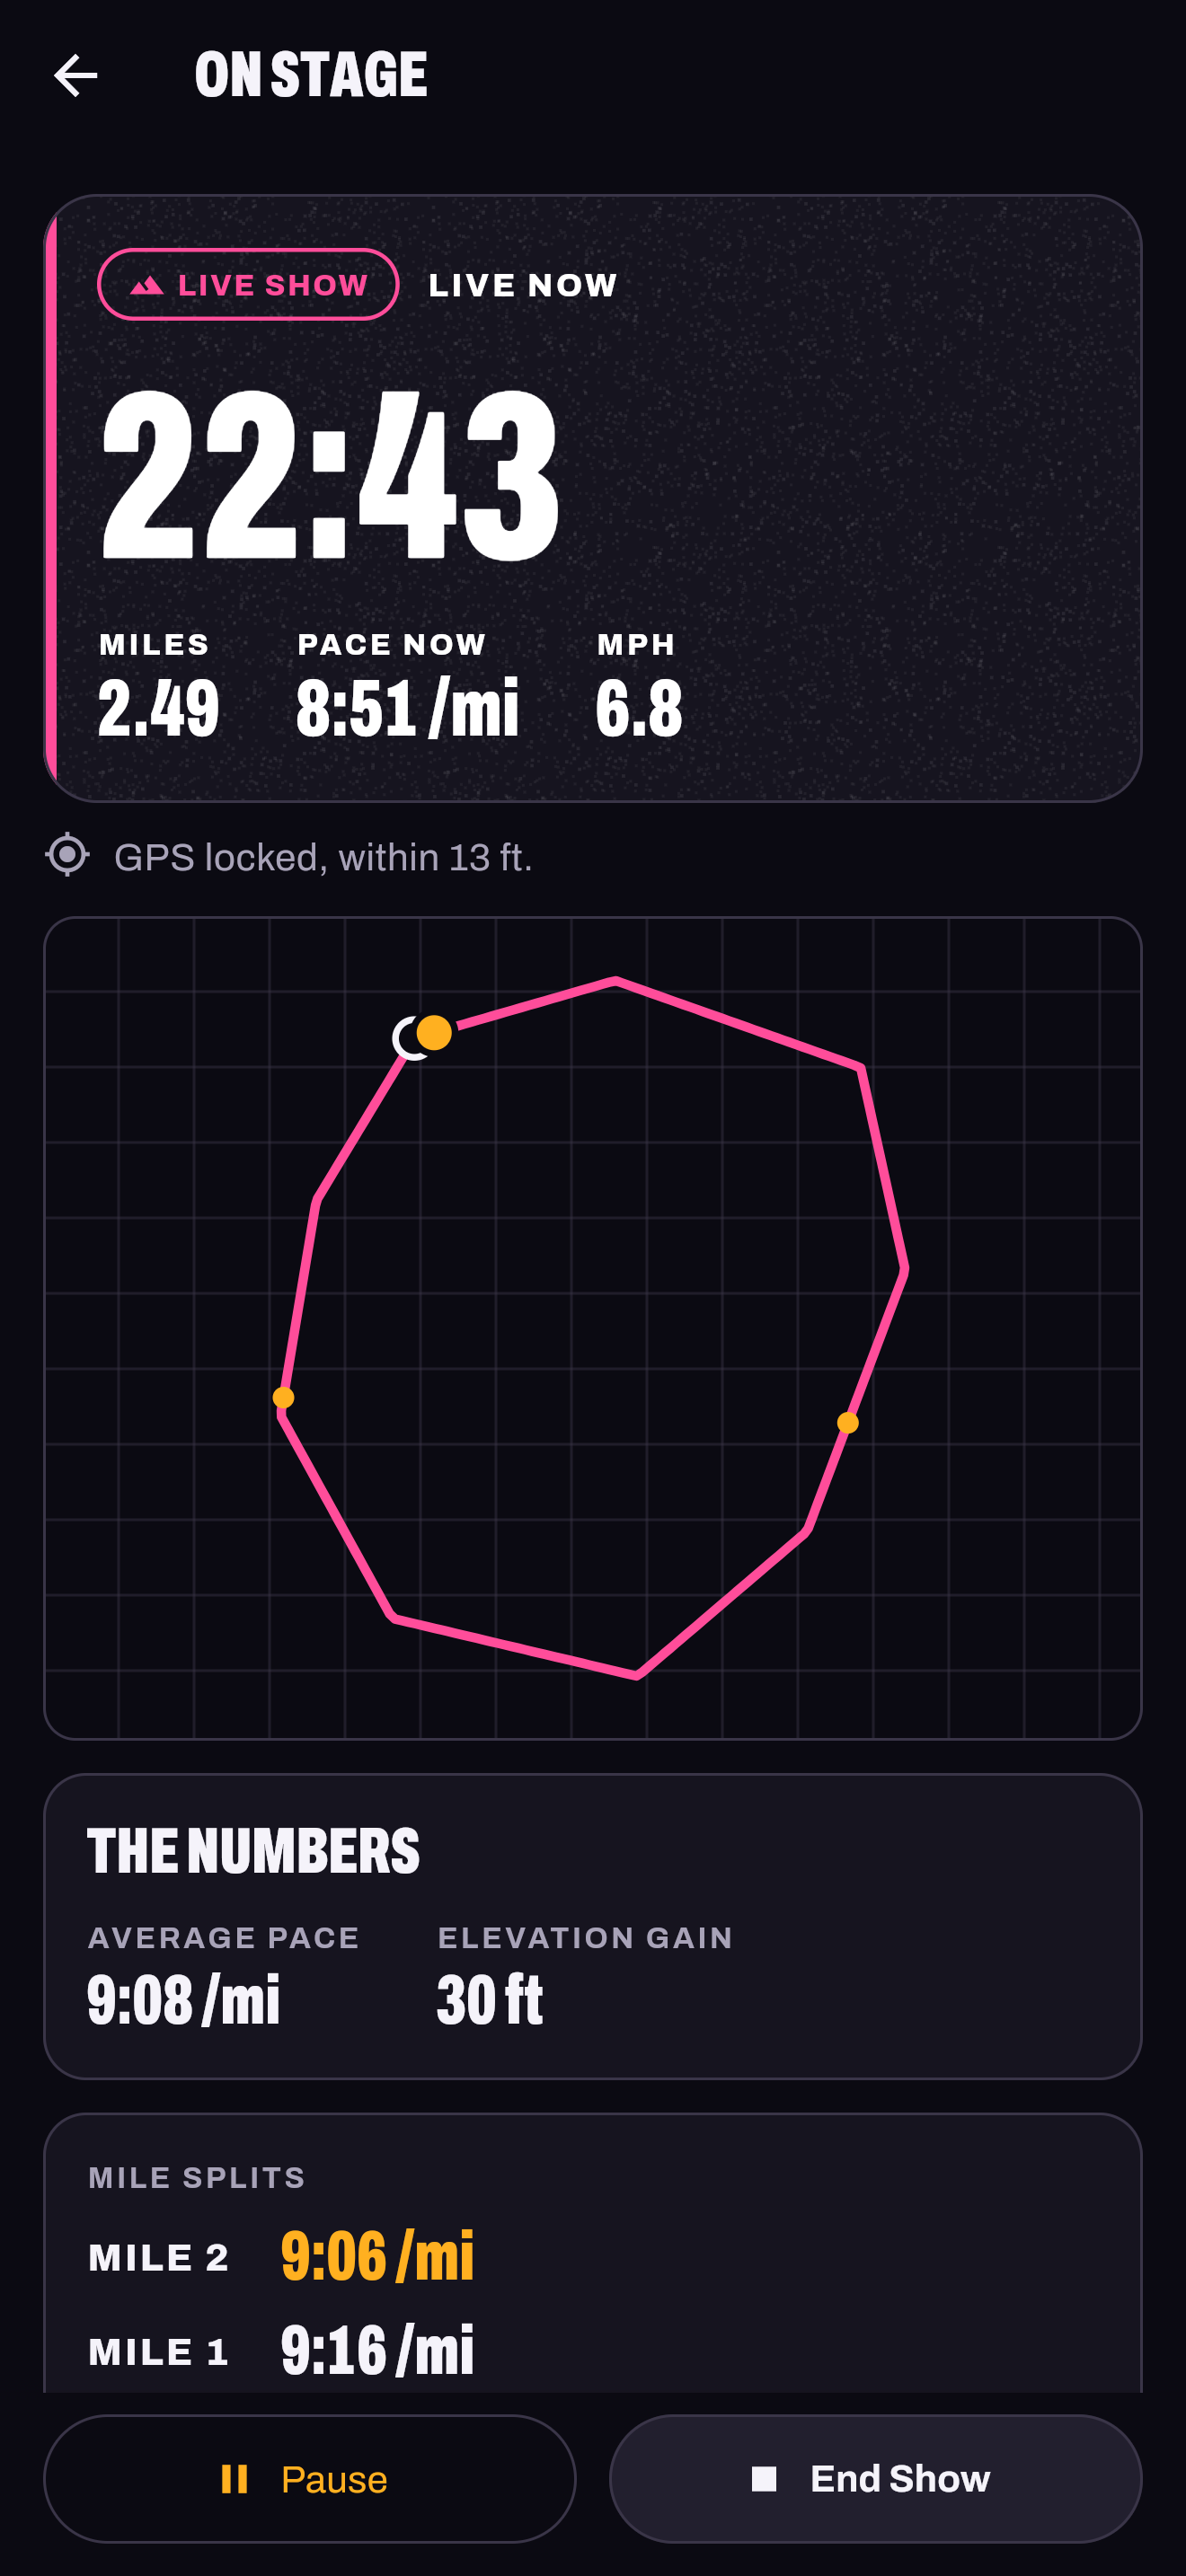 ON STAGE
LIVE SHOW LIVE NOW
22:43
MILES PACE NOW MPH
2.49 8:51 /mi 6.8
GPS locked, within 13 ft.
THE NUMBERS
AVERAGE PACE ELEVATION GAIN
9:08 /mi 30 ft
MILE SPLITS
MILE 2 9:06 /mi
MILE 1 9:16 /mi
Pause End Show